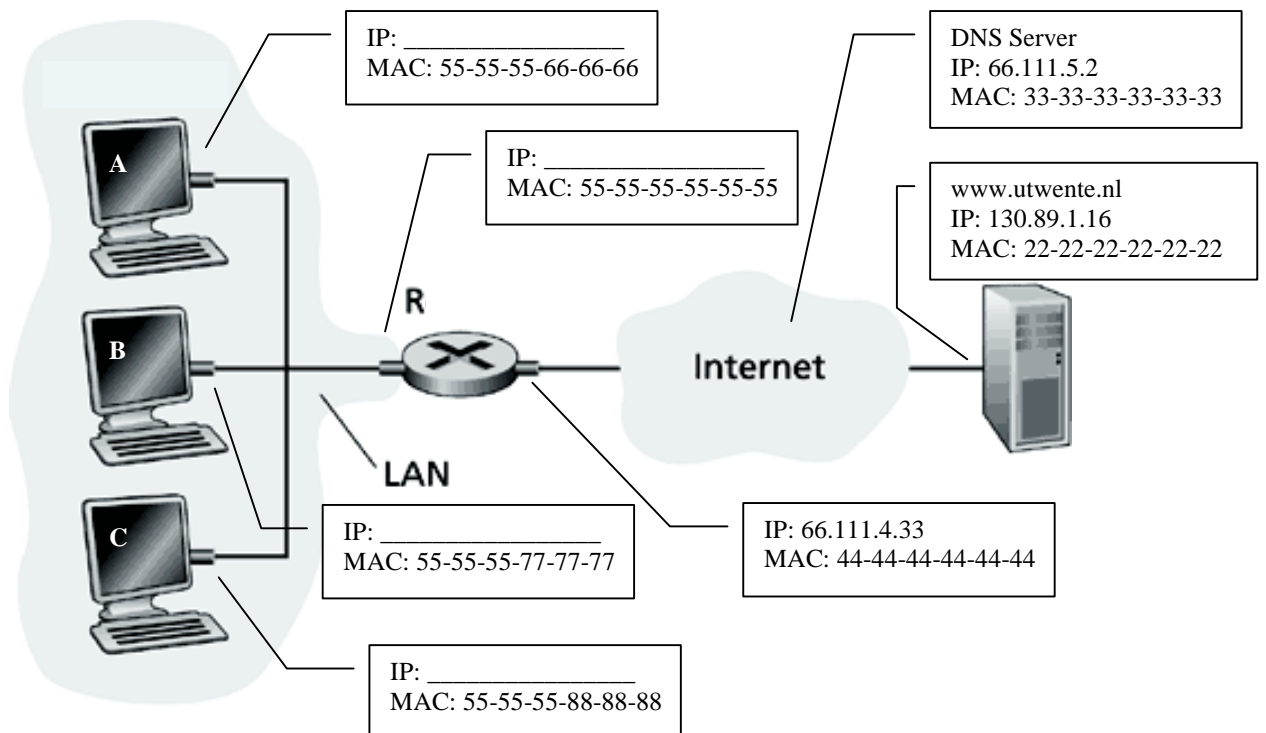 IP: _________________
MAC: 55-55-55-66-66-66
DNS Server
IP: 66.111.5.2
MAC: 33-33-33-33-33-33
A
IP: _________________
MAC: 55-55-55-55-55-55
www.utwente.nl
IP: 130.89.1.16
MAC: 22-22-22-22-22-22
R
B
Internet
LAN
C
IP: _________________
MAC: 55-55-55-77-77-77
IP: 66.111.4.33
MAC: 44-44-44-44-44-44
IP: ________________
MAC: 55-55-55-88-88-88